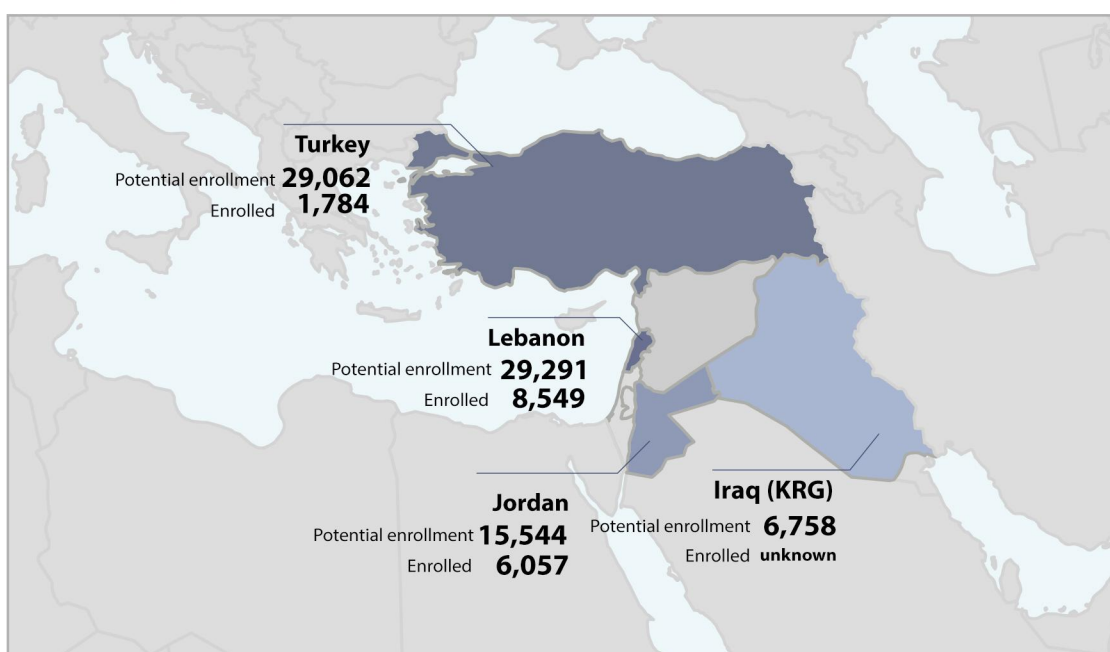 Turkey
Potential enrollment 29,062
Enrolled 1,784
Lebanon
Potential enrollment 29,291
Enrolled 8,549
Jordan
Potential enrollment 15,544
Enrolled 6,057
Iraq (KRG)
Potential enrollment 6,758
Enrolled unknown